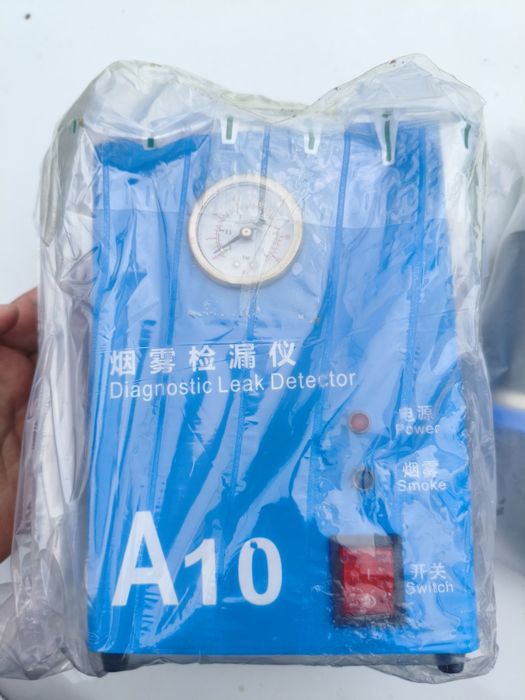 烟雾检漏仪
Diagnostic Leak Detector
电源
Power
烟雾
Smoke
A10
开关
Switch